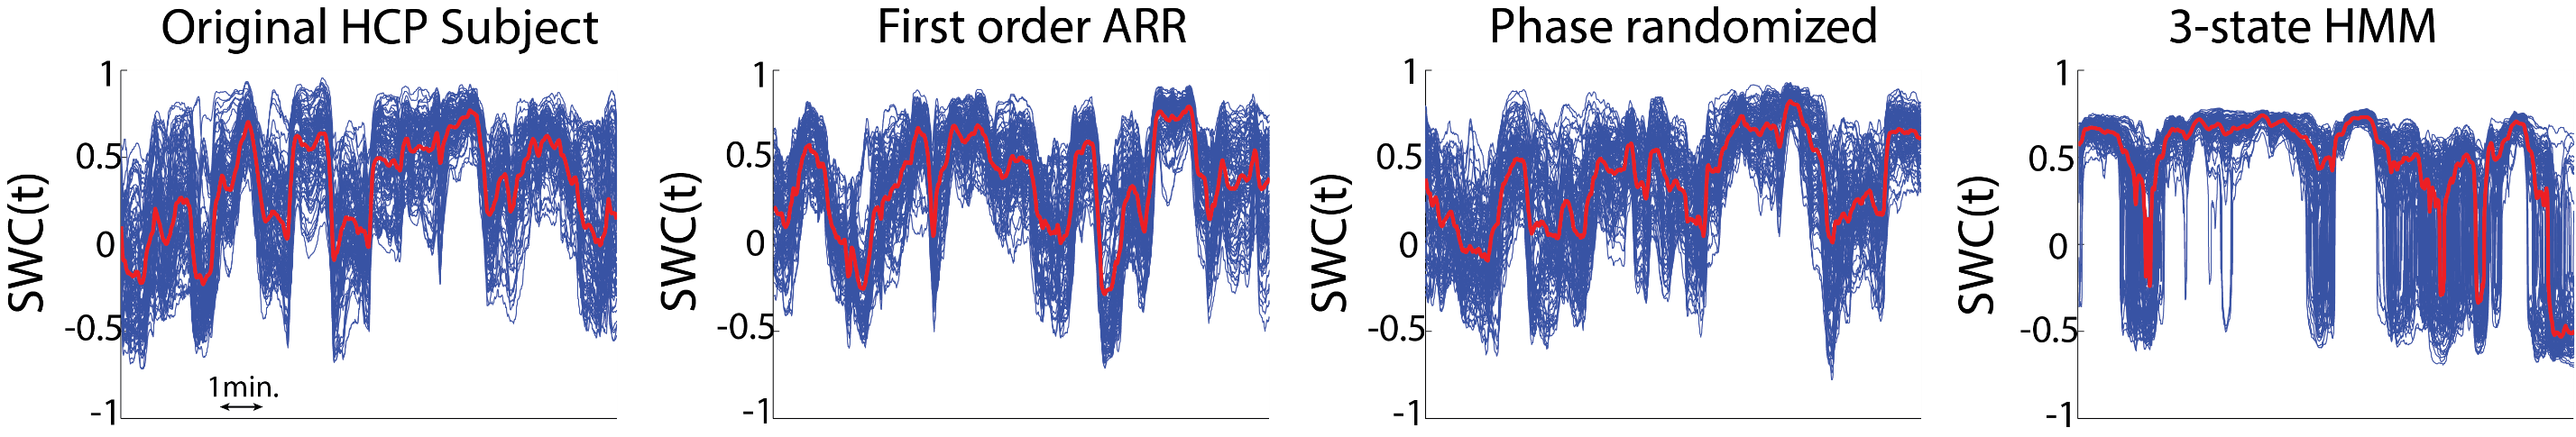 Original HCP Subject
SWC(t)
1
0.5
0
-0.5
-1
1min.
First order ARR
SWC(t)
1
0.5
0
-0.5
-1
Phase randomized
SWC(t)
1
0.5
0
-0.5
-1
3-state HMM
SWC(t)
1
0.5
0
-0.5
-1